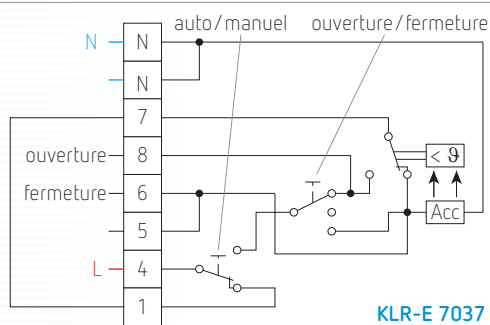 auto/manuel ouverture/fermeture
N N
N
7
ouverture 8
fermeture 6
5
L 4
1
< ϑ
Acc
KLR-E 7037